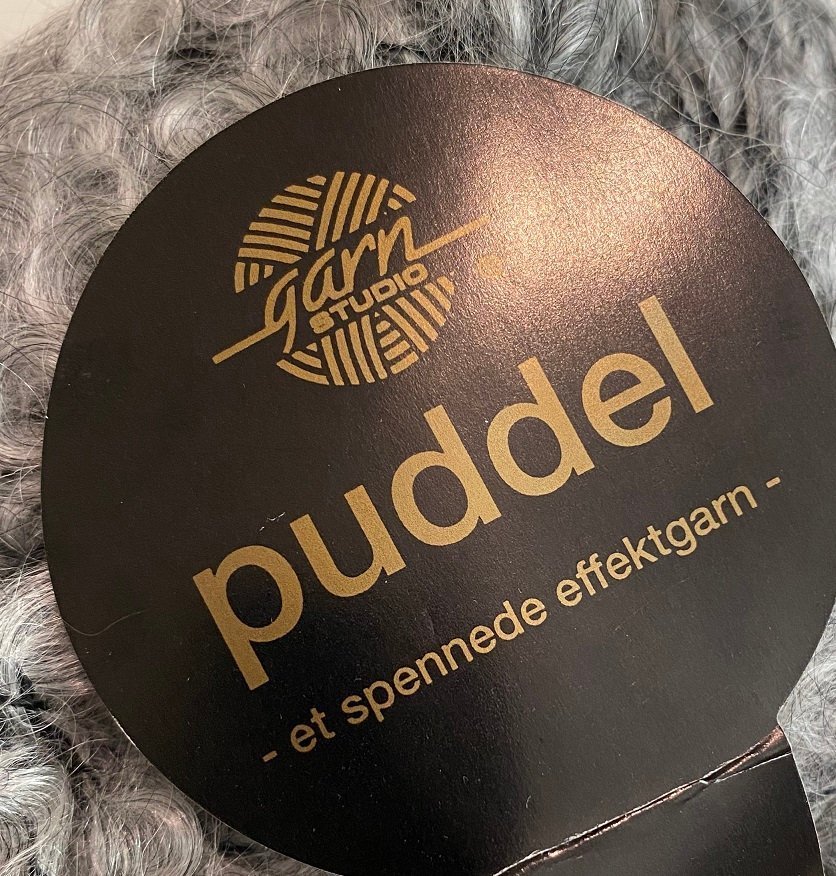 garn
STUDIO
®
puddel
- et spennede effektgarn -